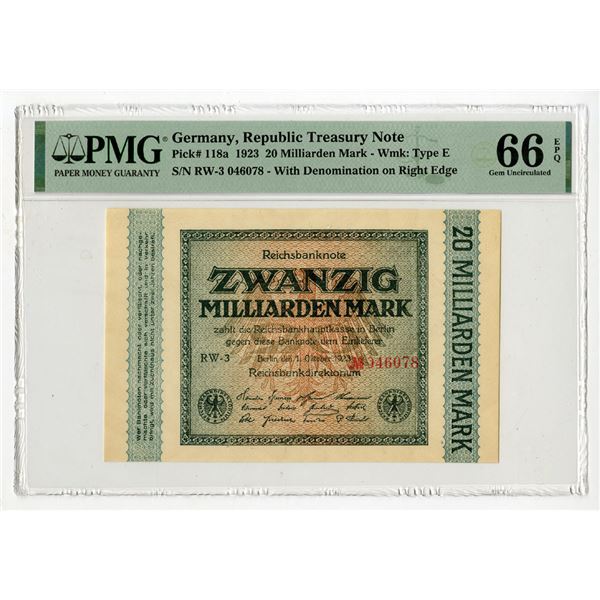 PMG
PAPER MONEY GUARANTY
Germany, Republic Treasury Note
Pick# 118a 1923 20 Milliarden Mark - Wmk: Type E
S/N RW-3 046078 - With Denomination on Right Edge
66 EPQ
Gem Uncirculated
Reichsbanknote
ZWANZIG
MILLIARDEN MARK
zahlt die Reichsbankhauptkasse in Berlin
gegen diese Banknote dem Einlieferer
RW-3 Berlin, den 1. Oktober 1923 046078
Reichsbankdirektorium
20 MILLIARDEN MARK